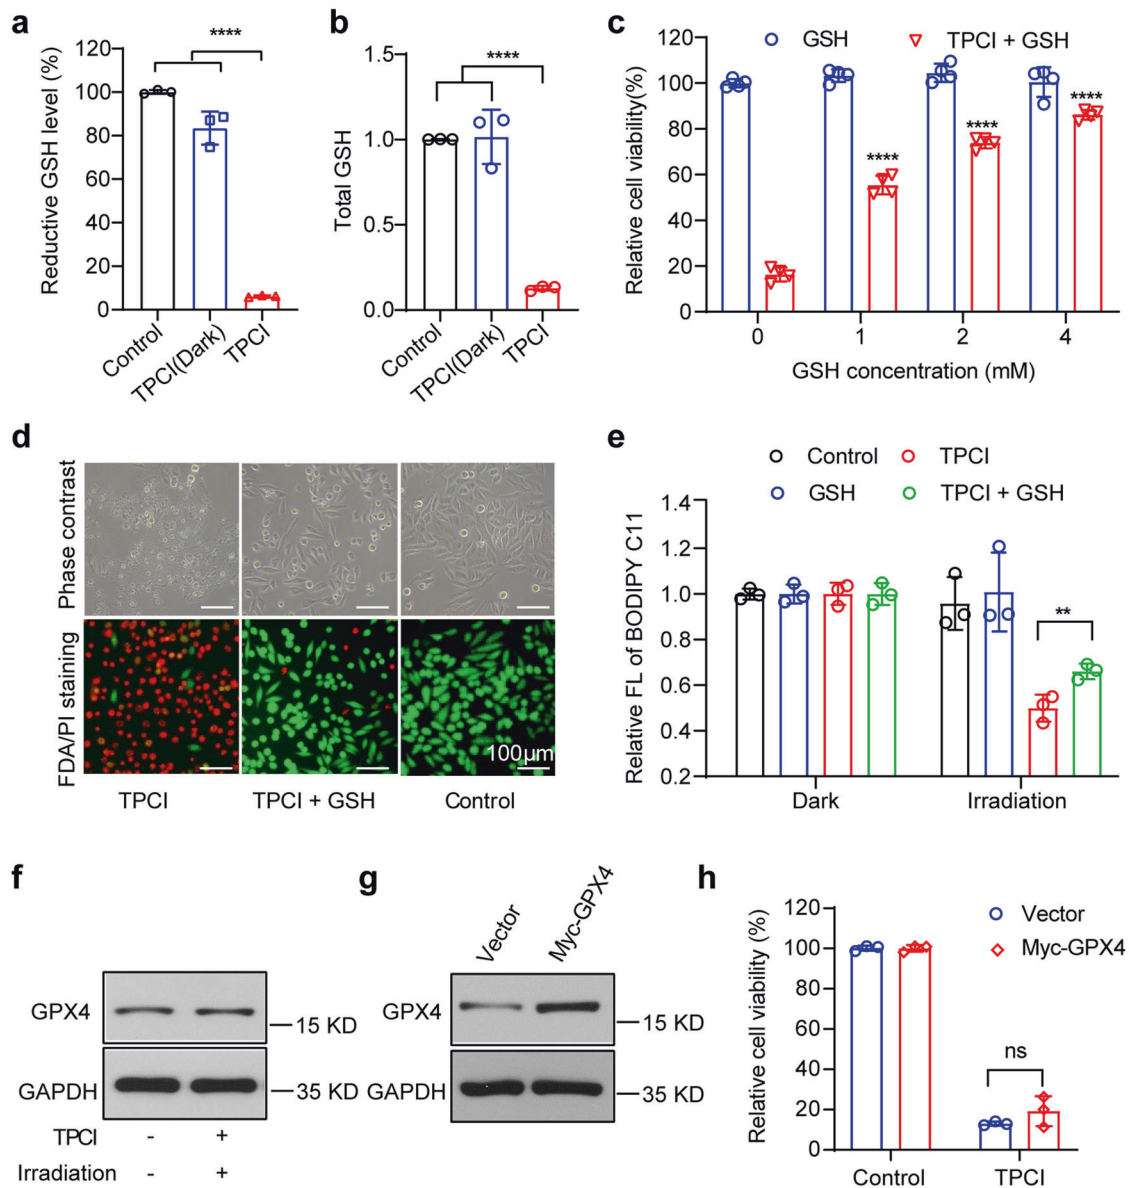 a
Reductive GSH level (%)
120
100
80
60
40
20
0
****
Control
TPCI(Dark)
TPCI
b
Total GSH
1.5
1.0
0.5
0.0
****
Control
TPCI(Dark)
TPCI
c
GSH
TPCI + GSH
Relative cell viability(%)
120
100
80
60
40
20
0
****
****
****
0 1 2 4
GSH concentration (mM)
d
Phase contrast
FDA/PI staining
100μm
TPCI
TPCI + GSH
Control
e
Control
TPCI
GSH
TPCI + GSH
Relative FL of BODIPY C11
1.4
1.2
1.0
0.8
0.6
0.4
0.2
**
Dark
Irradiation
f
GPX4
15 KD
GAPDH
35 KD
TPCI - +
Irradiation - +
g
Vector
Myc-GPX4
GPX4
15 KD
GAPDH
35 KD
h
Vector
Myc-GPX4
Relative cell viability (%)
120
100
80
60
40
20
0
ns
Control
TPCI